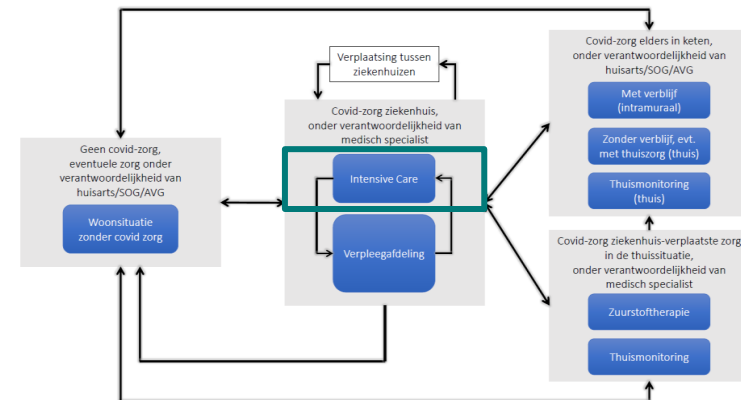 Verplaatsing tussen
ziekenhuizen
Covid-zorg elders in keten,
onder verantwoordelijkheid van
huisarts/SOG/AVG
Met verblijf
(intramuraal)
Zonder verblijf, evt.
met thuiszorg (thuis)
Thuismonitoring
(thuis)
Covid-zorg ziekenhuis,
onder verantwoordelijkheid van
medisch specialist
Intensive Care
Verpleegafdeling
Geen covid-zorg,
eventuele zorg onder
verantwoordelijkheid van
huisarts/SOG/AVG
Woonsituatie
zonder covid zorg
Covid-zorg ziekenhuis-verplaatste zorg
in de thuissituatie,
onder verantwoordelijkheid van
medisch specialist
Zuurstoftherapie
Thuismonitoring